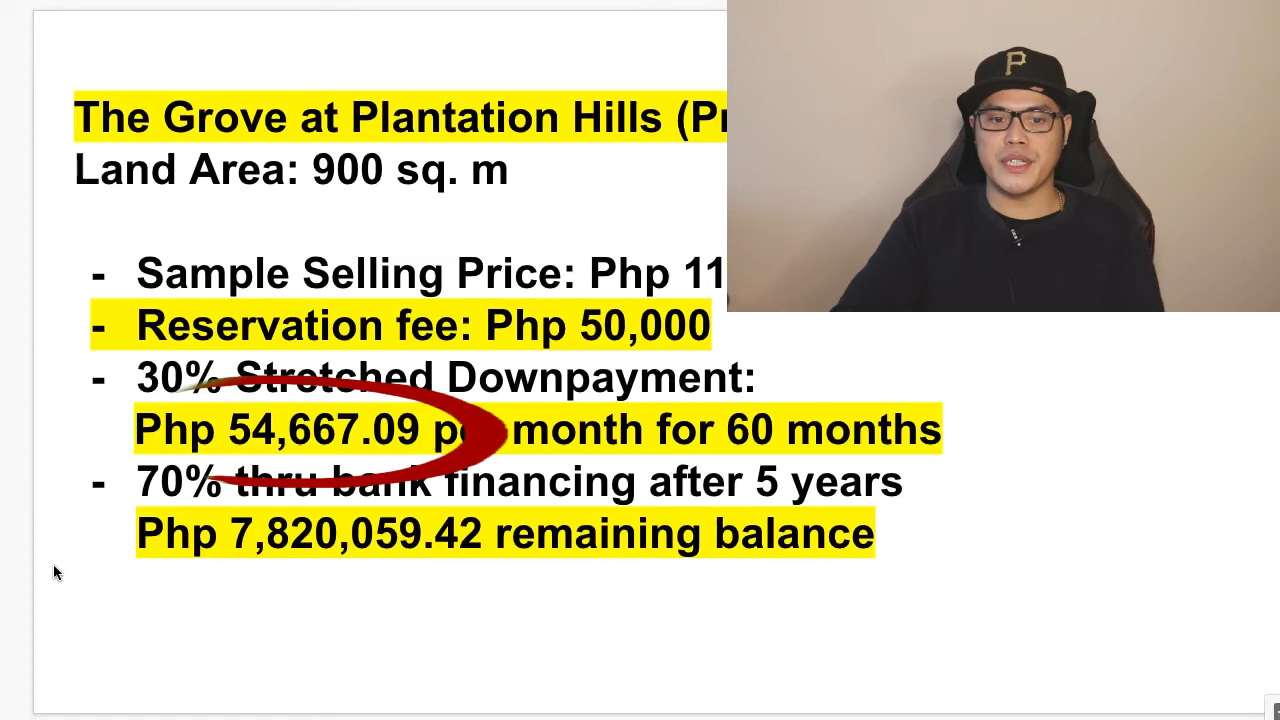 The Grove at Plantation Hills (Pr
Land Area: 900 sq. m
- Sample Selling Price: Php 11
- Reservation fee: Php 50,000
- 30% Stretched Downpayment:
Php 54,667.09 per month for 60 months
- 70% thru bank financing after 5 years
Php 7,820,059.42 remaining balance
P